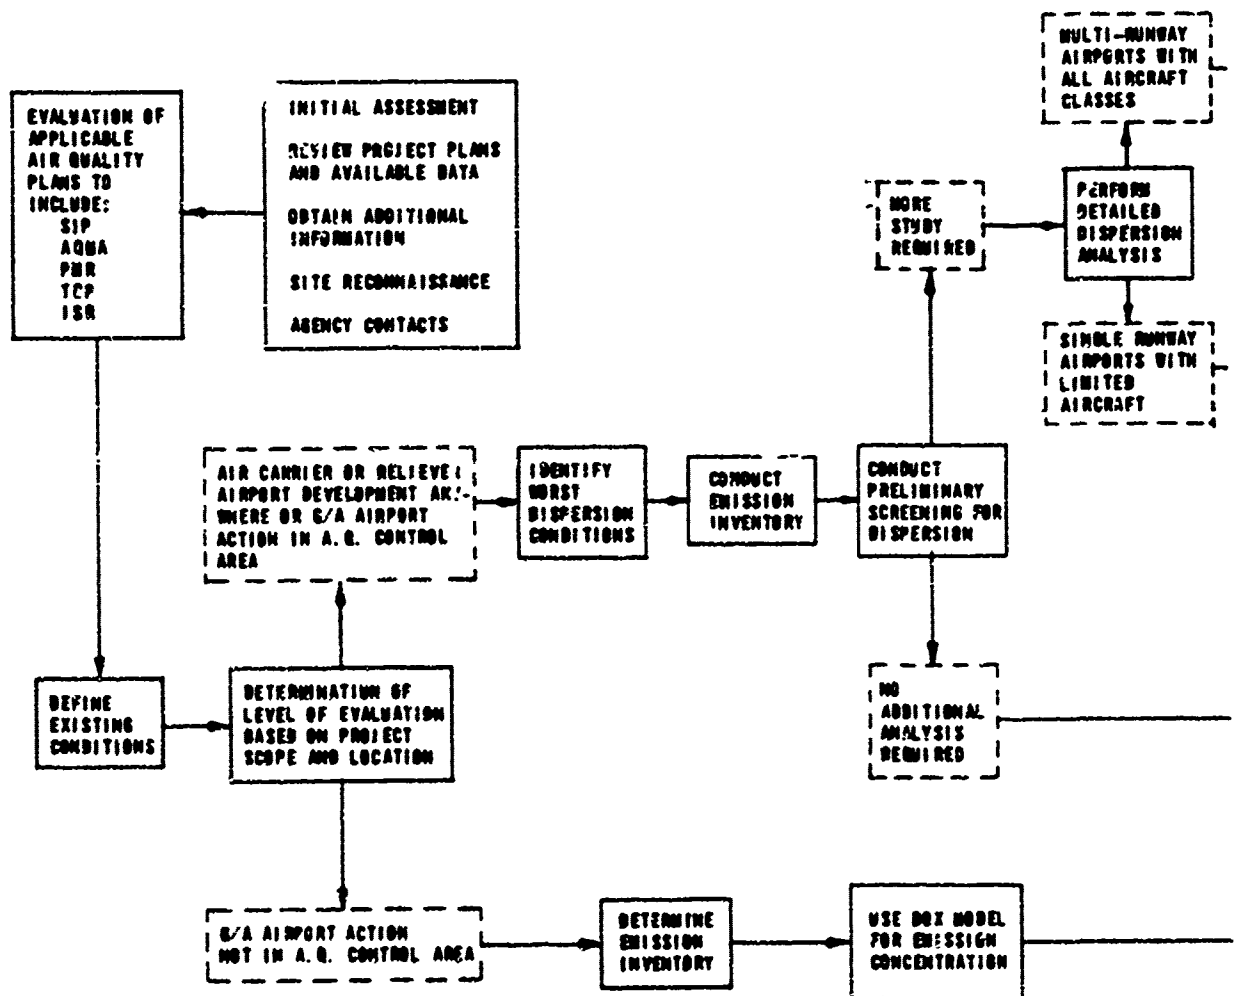 INITIAL ASSESSMENT
REVIEW PROJECT PLANS
AND AVAILABLE DATA
OBTAIN ADDITIONAL
INFORMATION
SITE RECONNAISSANCE
AGENCY CONTACTS
EVALUATION OF
APPLICABLE
AIR QUALITY
PLANS TO
INCLUDE:
SIP
AQMA
PMR
TCP
ISR
DEFINE
EXISTING
CONDITIONS
DETERMINATION OF
LEVEL OF EVALUATION
BASED ON PROJECT
SCOPE AND LOCATION
AIR CARRIER OR RELIEVE
AIRPORT DEVELOPMENT
WHERE OR G/A AIRPORT
ACTION IN A.Q. CONTROL
AREA
IDENTIFY
WORST
DISPERSION
CONDITIONS
CONDUCT
EMISSION
INVENTORY
CONDUCT
PRELIMINARY
SCREENING FOR
DISPERSION
MORE
STUDY
REQUIRED
PERFORM
DETAILED
DISPERSION
ANALYSIS
MULTI-RUNWAY
AIRPORTS WITH
ALL AIRCRAFT
CLASSES
SINGLE RUNWAY
AIRPORTS WITH
LIMITED
AIRCRAFT
NO
ADDITIONAL
ANALYSIS
REQUIRED
G/A AIRPORT ACTION
NOT IN A.Q. CONTROL AREA
DETERMINE
EMISSION
INVENTORY
USE BOX MODEL
FOR EMISSION
CONCENTRATION